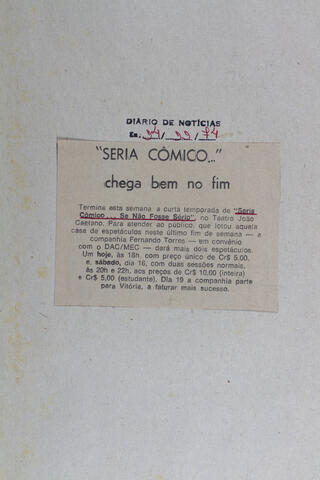 DIÁRIO DE NOTÍCIAS
"SERIA CÔMICO..."
chega bem no fim
Termina esta semana a curta temporada de "Seria
Cômico... Se Não Fosse Sério", no Teatro João
Caetano. Para atender ao público, que lotou aquela
casa de espetáculos neste último fim de semana — a
companhia Fernando Torres — em convênio
com o DAC/MEC — dará mais dois espetáculos.
Um hoje, às 18h, com preço único de Cr$ 5,00.
e, sábado, dia 16, com duas sessões normais,
às 20h e 22h, aos preços de Cr$ 10,00 (inteira)
e Cr$ 5,00 (estudante). Dia 19 a companhia parte
para Vitória, a faturar mais sucesso.